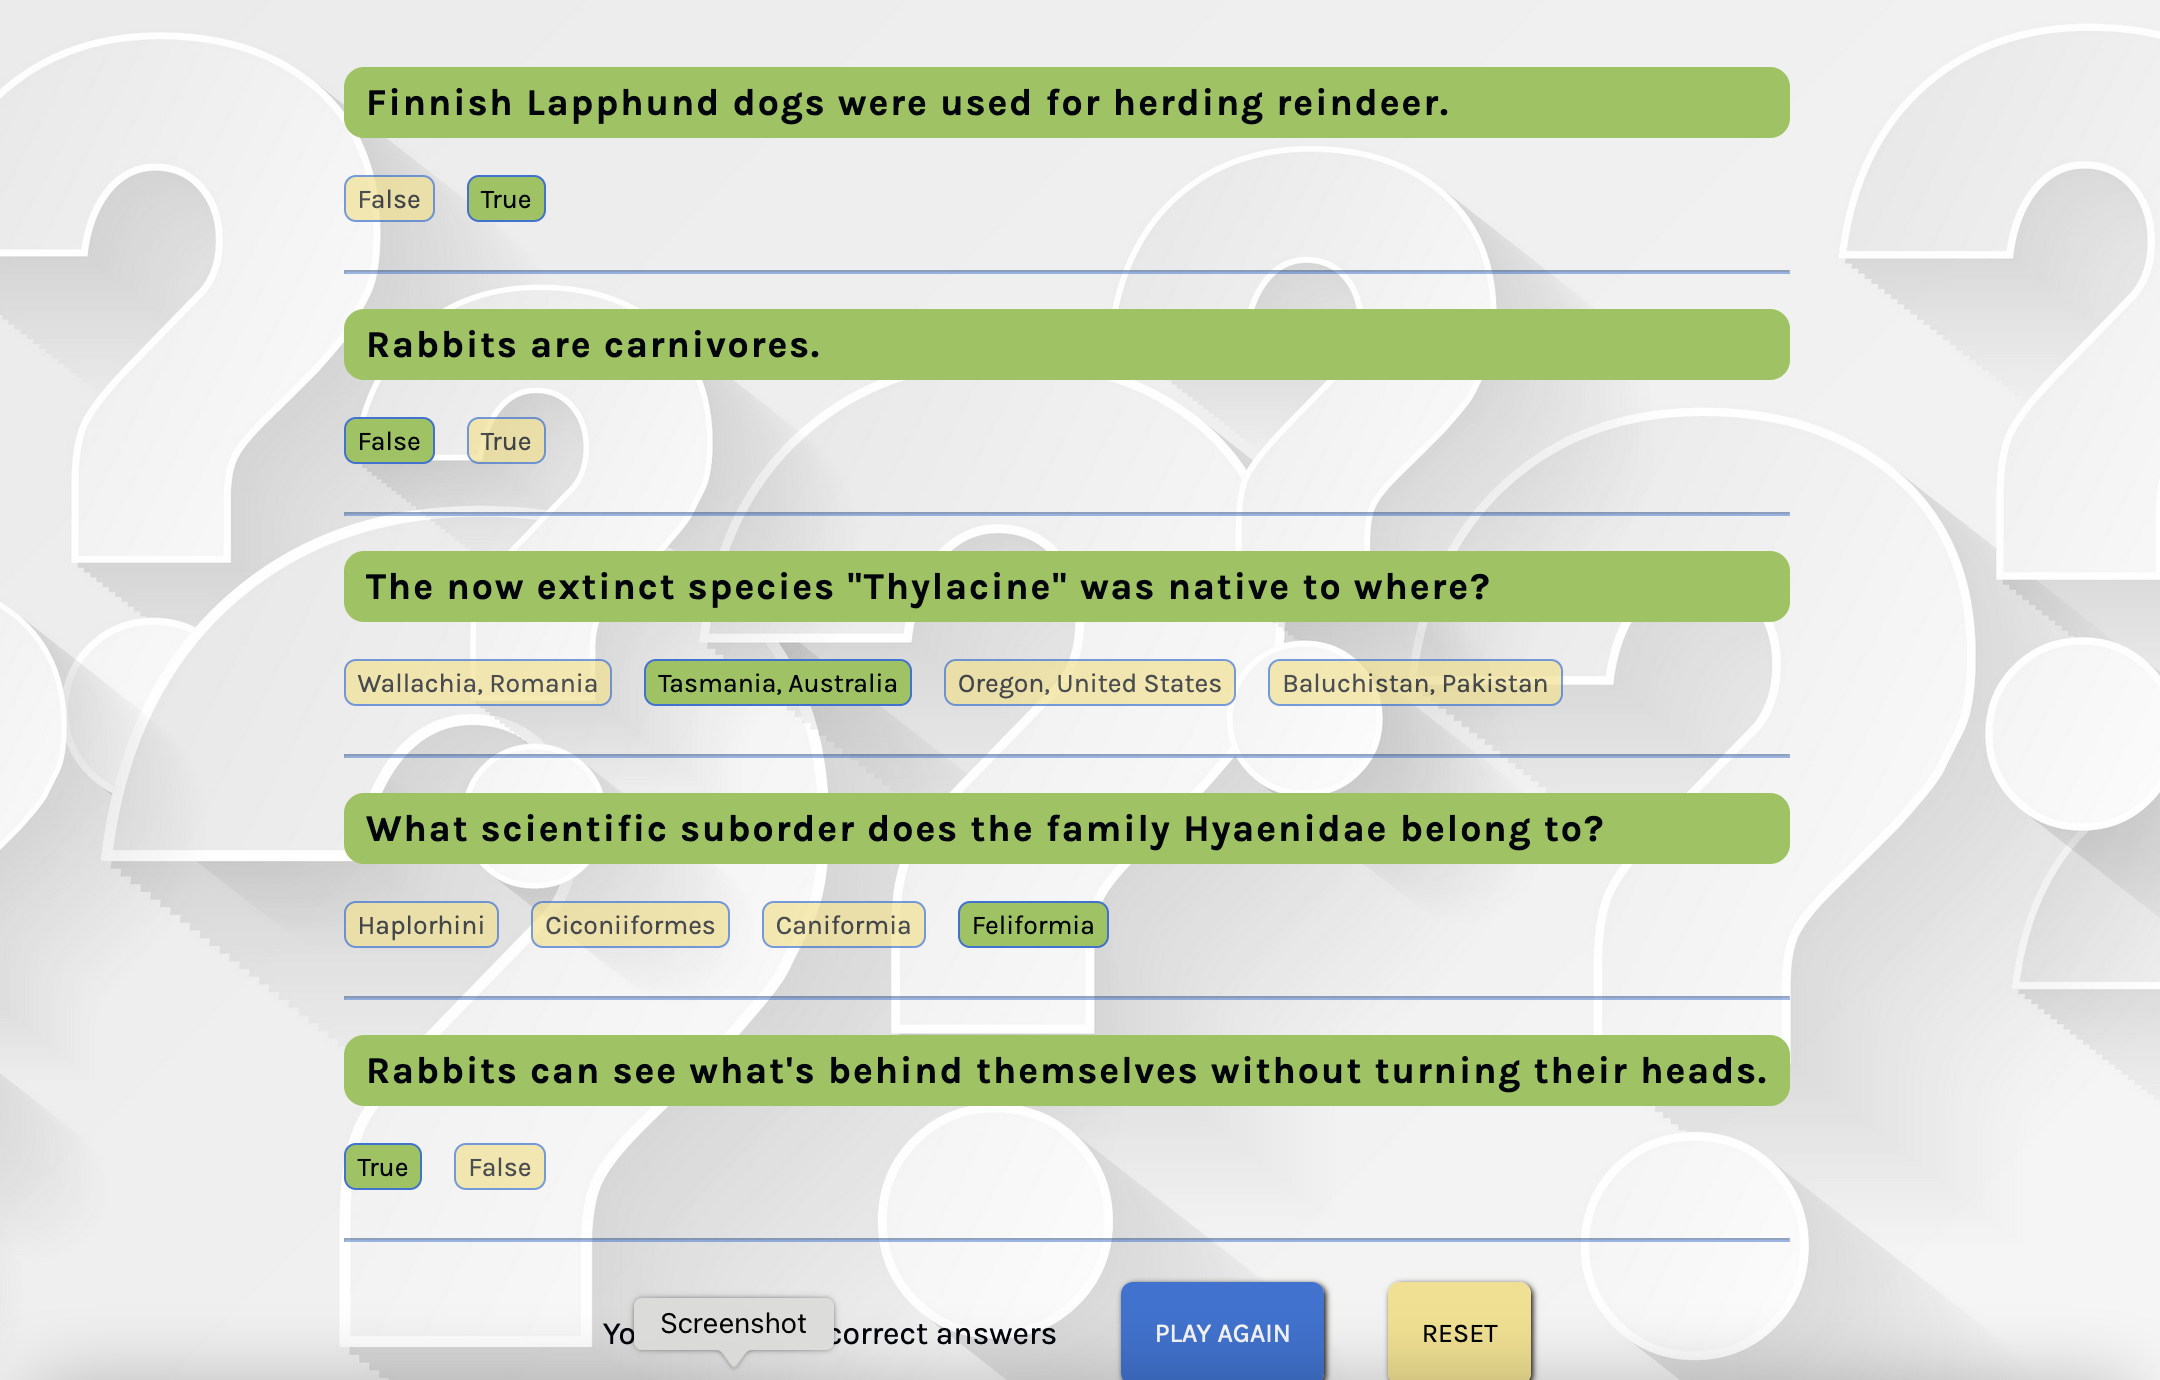 Finnish Lapphund dogs were used for herding reindeer.
False True
Rabbits are carnivores.
False True
The now extinct species "Thylacine" was native to where?
Wallachia, Romania Tasmania, Australia Oregon, United States Baluchistan, Pakistan
What scientific suborder does the family Hyaenidae belong to?
Haplorhini Ciconiiformes Caniformia Feliformia
Rabbits can see what's behind themselves without turning their heads.
True False
Screenshot
correct answers PLAY AGAIN RESET